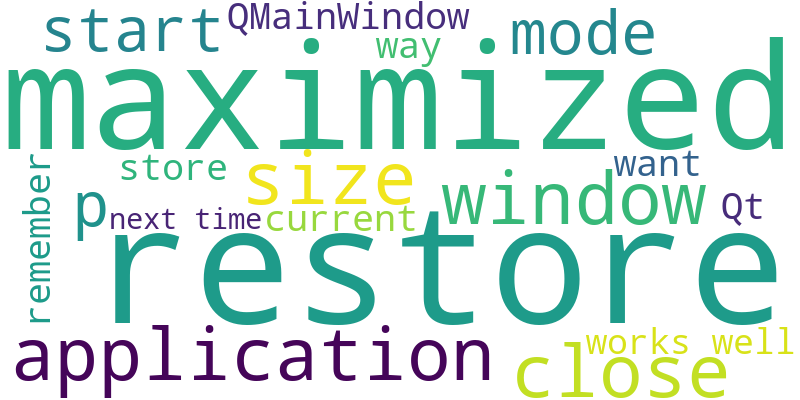 QMainWindow
start
mode
way
maximized
store
size
want
remember
p
window
Qt
next time
current
restore
application
works well
close